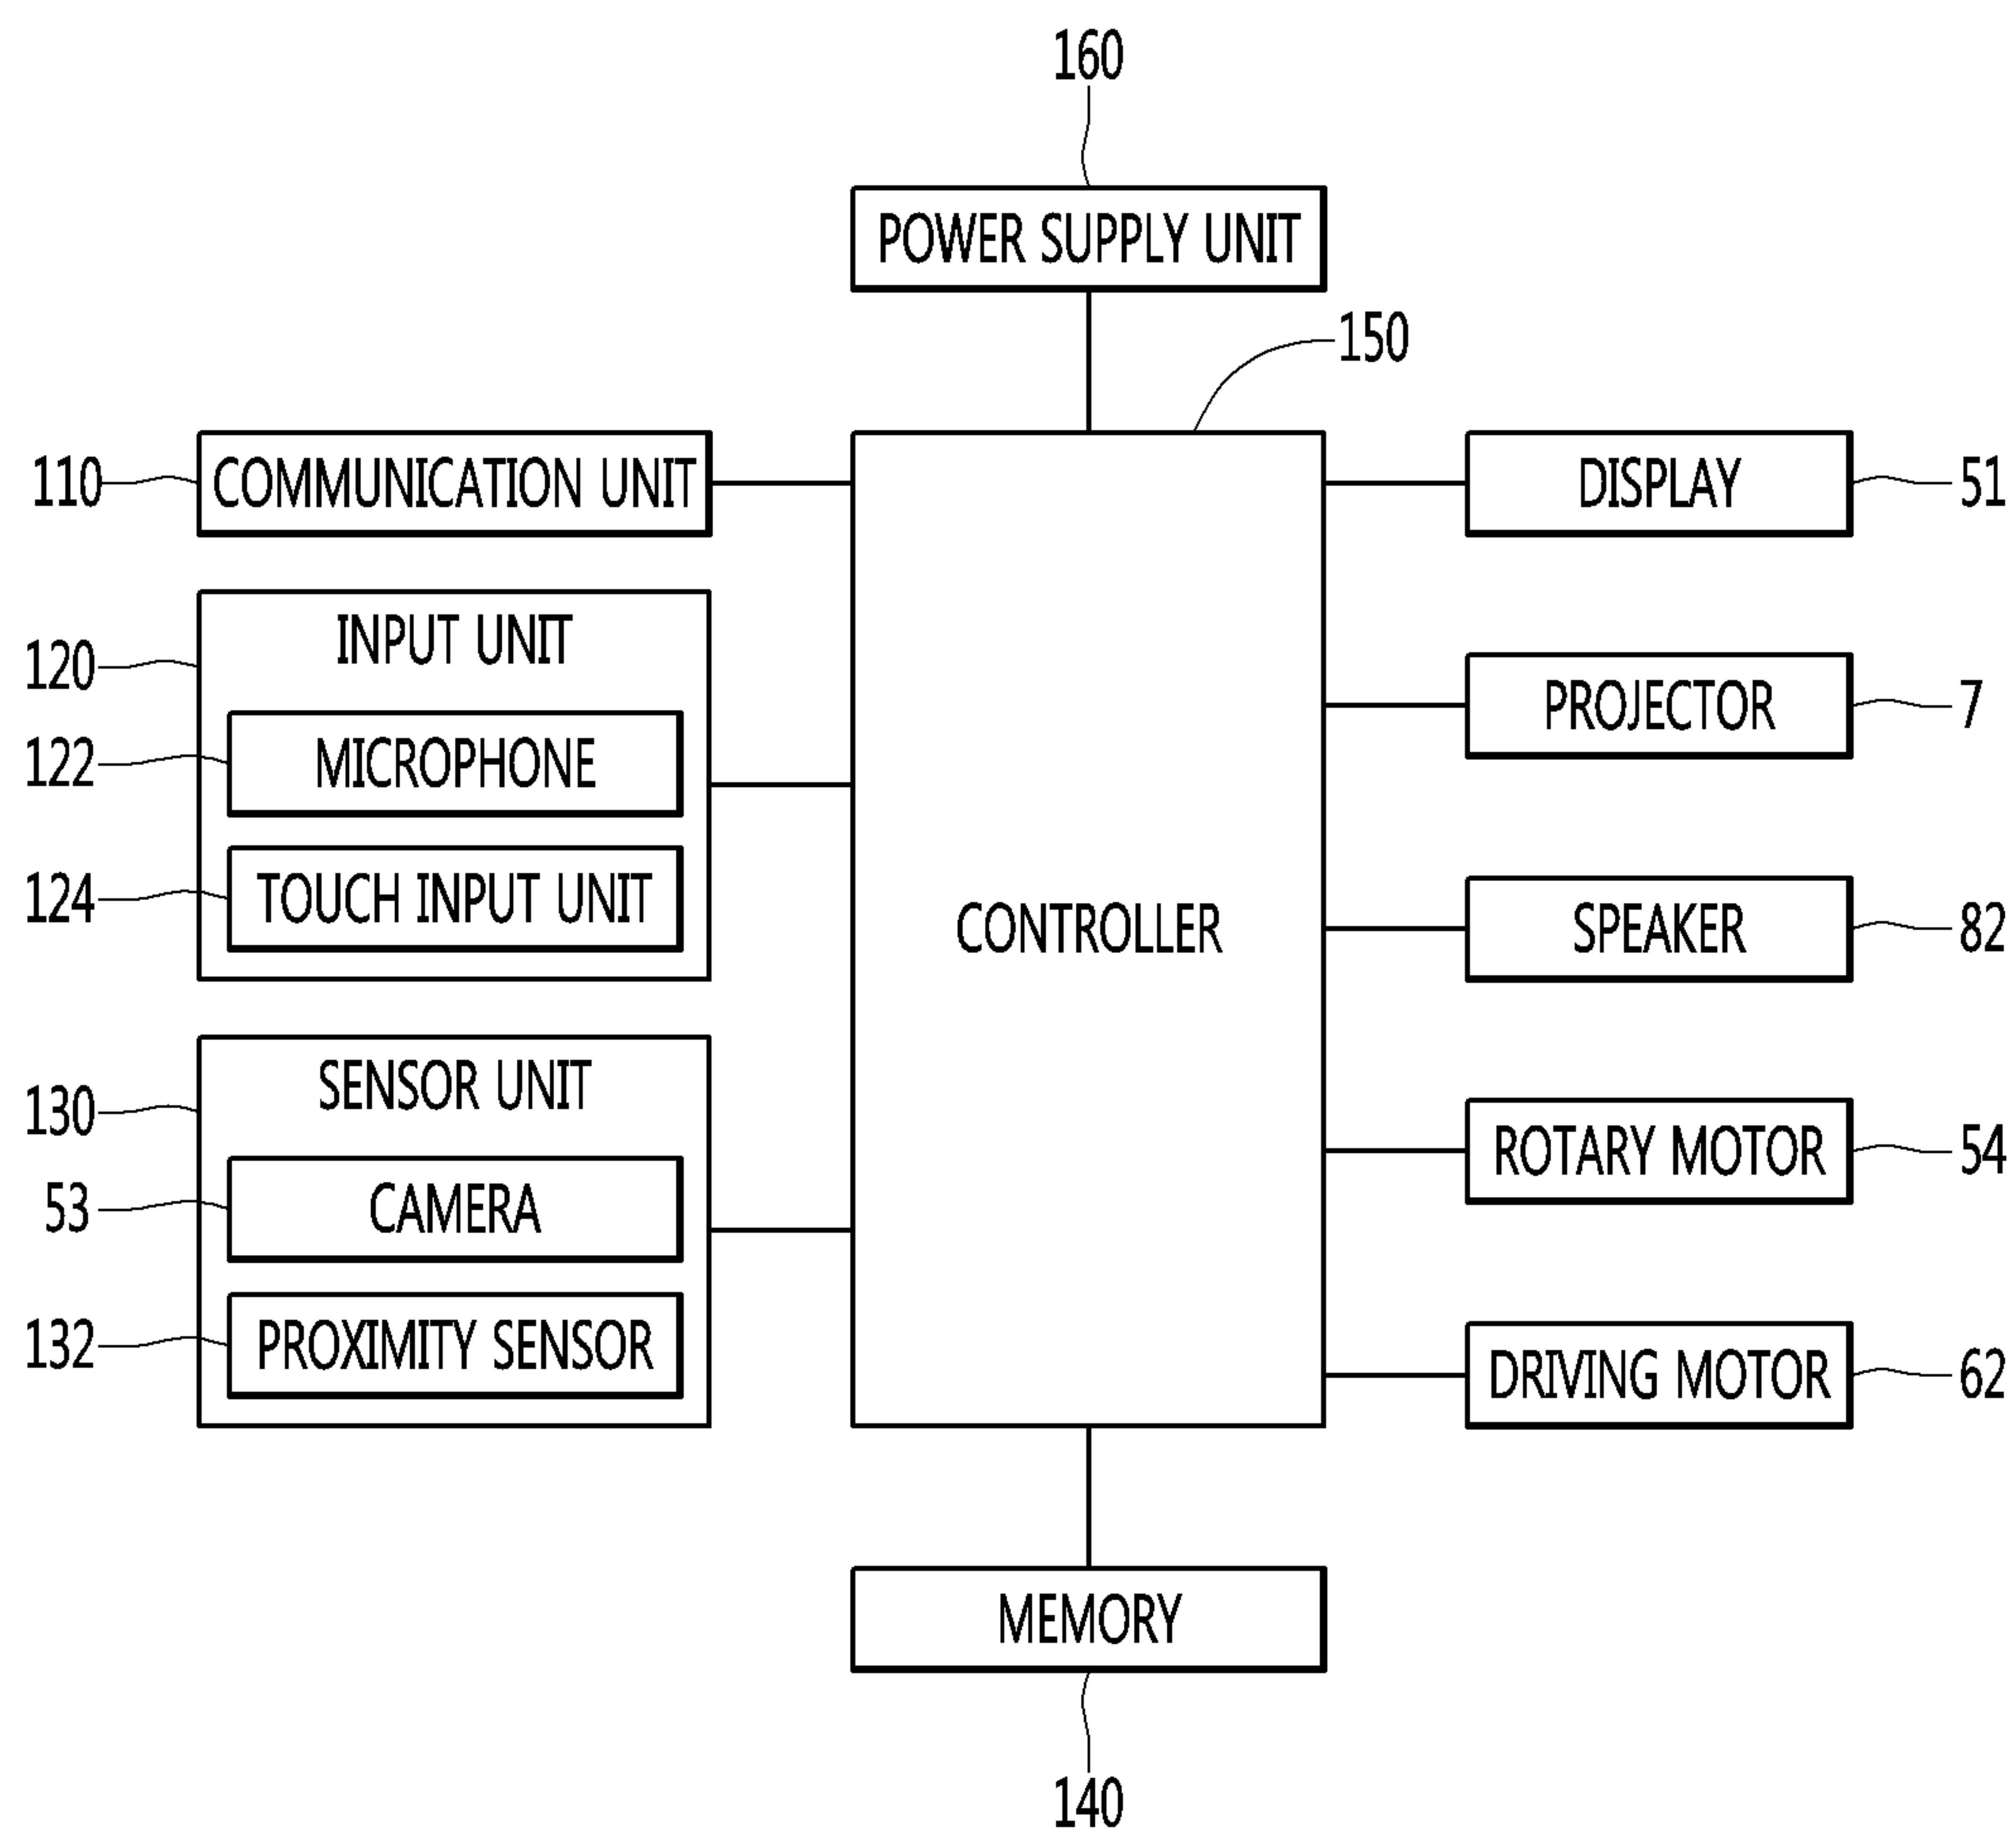 160
POWER SUPPLY UNIT
150
110
COMMUNICATION UNIT
DISPLAY
51
INPUT UNIT
120
MICROPHONE
122
TOUCH INPUT UNIT
124
PROJECTOR
7
CONTROLLER
SPEAKER
82
SENSOR UNIT
130
CAMERA
53
PROXIMITY SENSOR
132
ROTARY MOTOR
54
DRIVING MOTOR
62
MEMORY
140